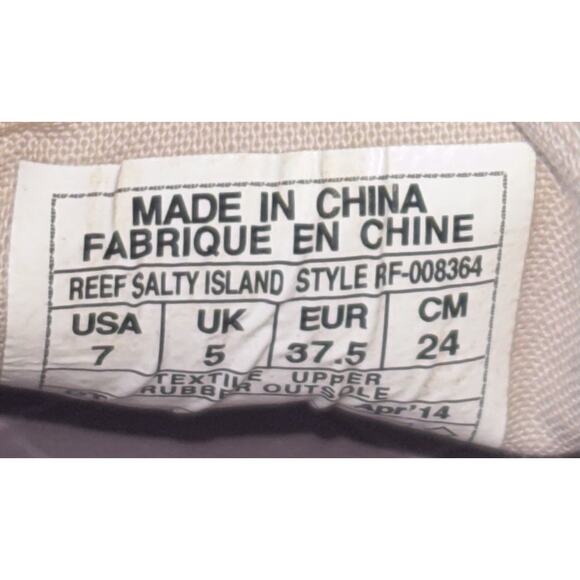 MADE IN CHINA
FABRIQUE EN CHINE
REEF SALTY ISLAND STYLE RF-008364
USA UK EUR CM
7 5 37.5 24
TEXTILE UPPER
RUBBER OUTSOLE
Apr'14